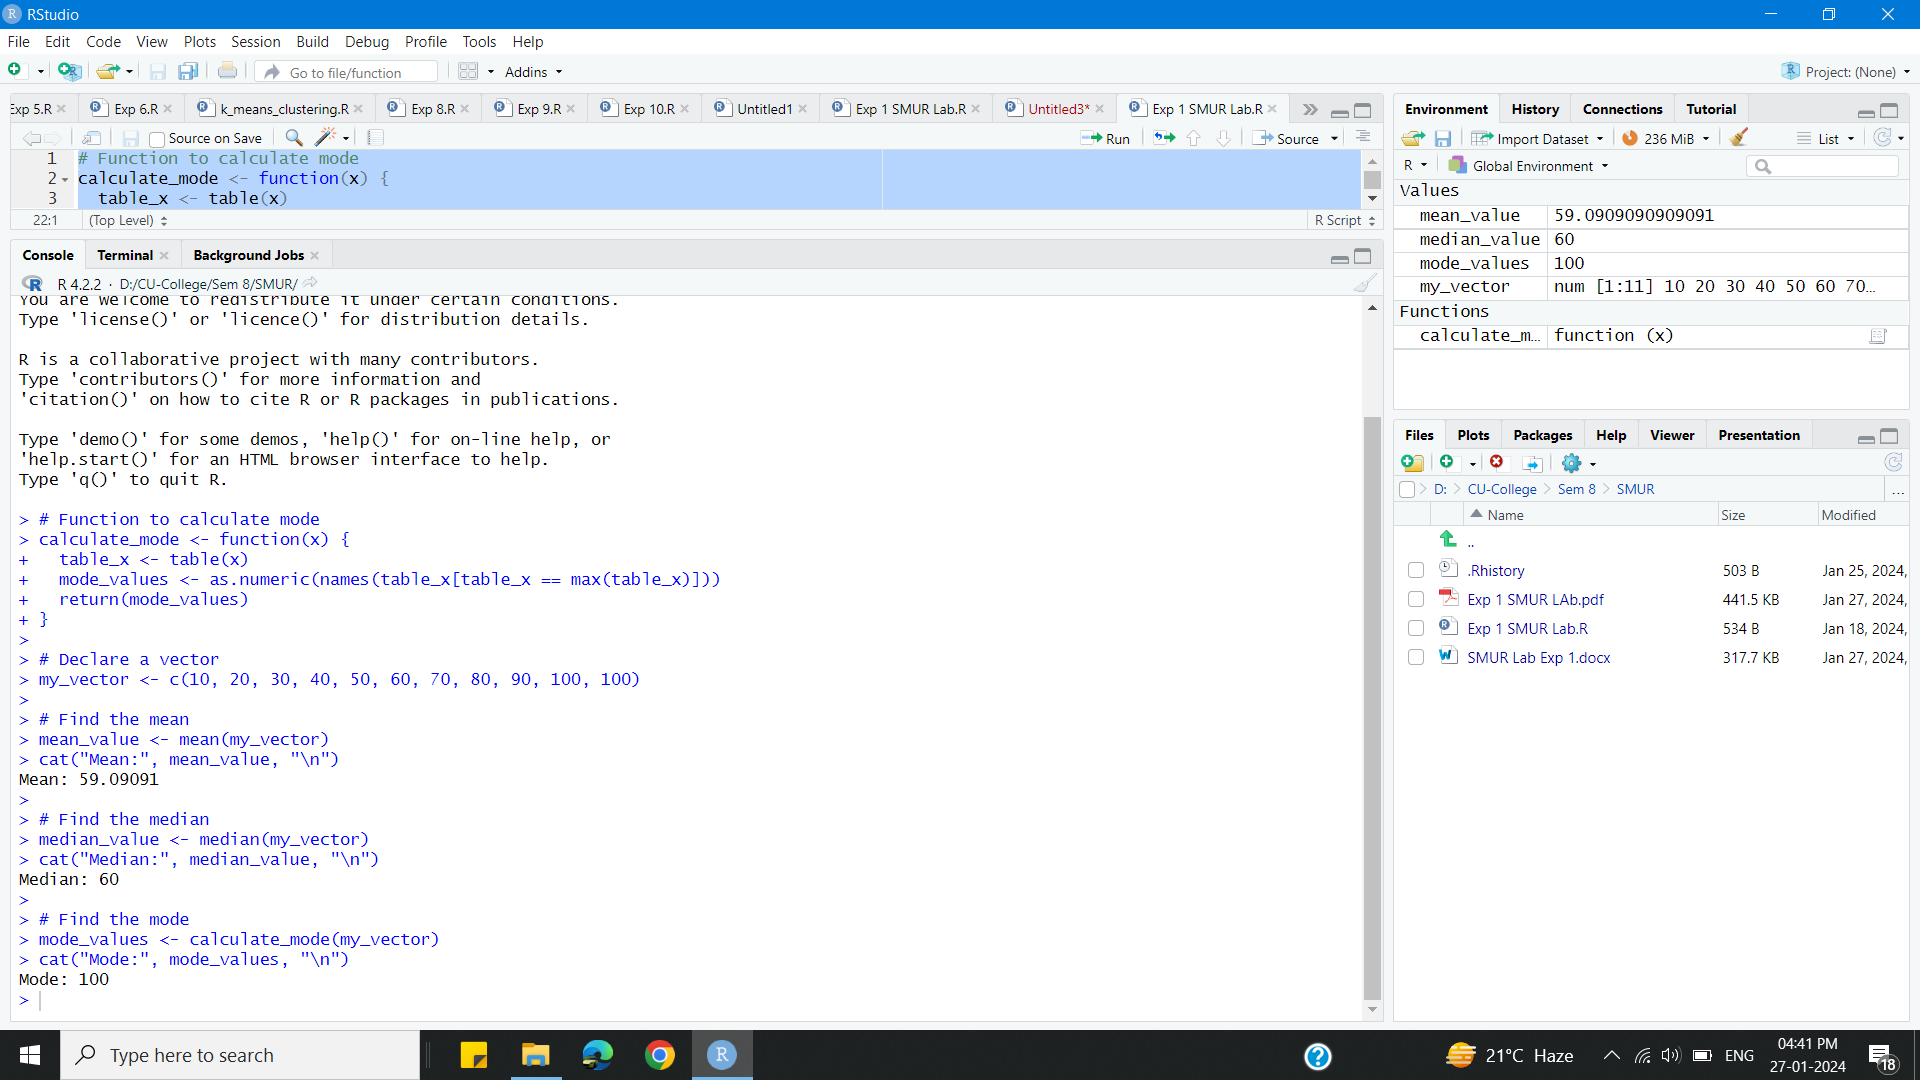 RStudio
File Edit Code View Plots Session Build Debug Profile Tools Help
Go to file/function Addins Project: (None)
Exp 5.R Exp 6.R k_means_clustering.R Exp 8.R Exp 9.R Exp 10.R Untitled1 Exp 1 SMUR Lab.R Untitled3* Exp 1 SMUR Lab.R
Source on Save Run Source
1 # Function to calculate mode
2 calculate_mode <- function(x) {
3 table_x <- table(x)
22:1 (Top Level) R Script
Console Terminal Background Jobs
R 4.2.2 · D:/CU-College/Sem 8/SMUR/
You are welcome to redistribute it under certain conditions.
Type 'license()' or 'licence()' for distribution details.
R is a collaborative project with many contributors.
Type 'contributors()' for more information and
'citation()' on how to cite R or R packages in publications.
Type 'demo()' for some demos, 'help()' for on-line help, or
'help.start()' for an HTML browser interface to help.
Type 'q()' to quit R.
> # Function to calculate mode
> calculate_mode <- function(x) {
+   table_x <- table(x)
+   mode_values <- as.numeric(names(table_x[table_x == max(table_x)]))
+   return(mode_values)
+ }
>
> # Declare a vector
> my_vector <- c(10, 20, 30, 40, 50, 60, 70, 80, 90, 100, 100)
>
> # Find the mean
> mean_value <- mean(my_vector)
> cat("Mean:", mean_value, "\n")
Mean: 59.09091
>
> # Find the median
> median_value <- median(my_vector)
> cat("Median:", median_value, "\n")
Median: 60
>
> # Find the mode
> mode_values <- calculate_mode(my_vector)
> cat("Mode:", mode_values, "\n")
Mode: 100
>
Environment History Connections Tutorial
Import Dataset 236 MiB List
R Global Environment
Values
mean_value 59.0909090909091
median_value 60
mode_values 100
my_vector num [1:11] 10 20 30 40 50 60 70…
Functions
calculate_m… function (x)
Files Plots Packages Help Viewer Presentation
D: CU-College Sem 8 SMUR ...
Name Size Modified
..
.Rhistory 503 B Jan 25, 2024,
Exp 1 SMUR LAb.pdf 441.5 KB Jan 27, 2024,
Exp 1 SMUR Lab.R 534 B Jan 18, 2024,
SMUR Lab Exp 1.docx 317.7 KB Jan 27, 2024,
Type here to search
21°C Haze ENG
04:41 PM
27-01-2024
18